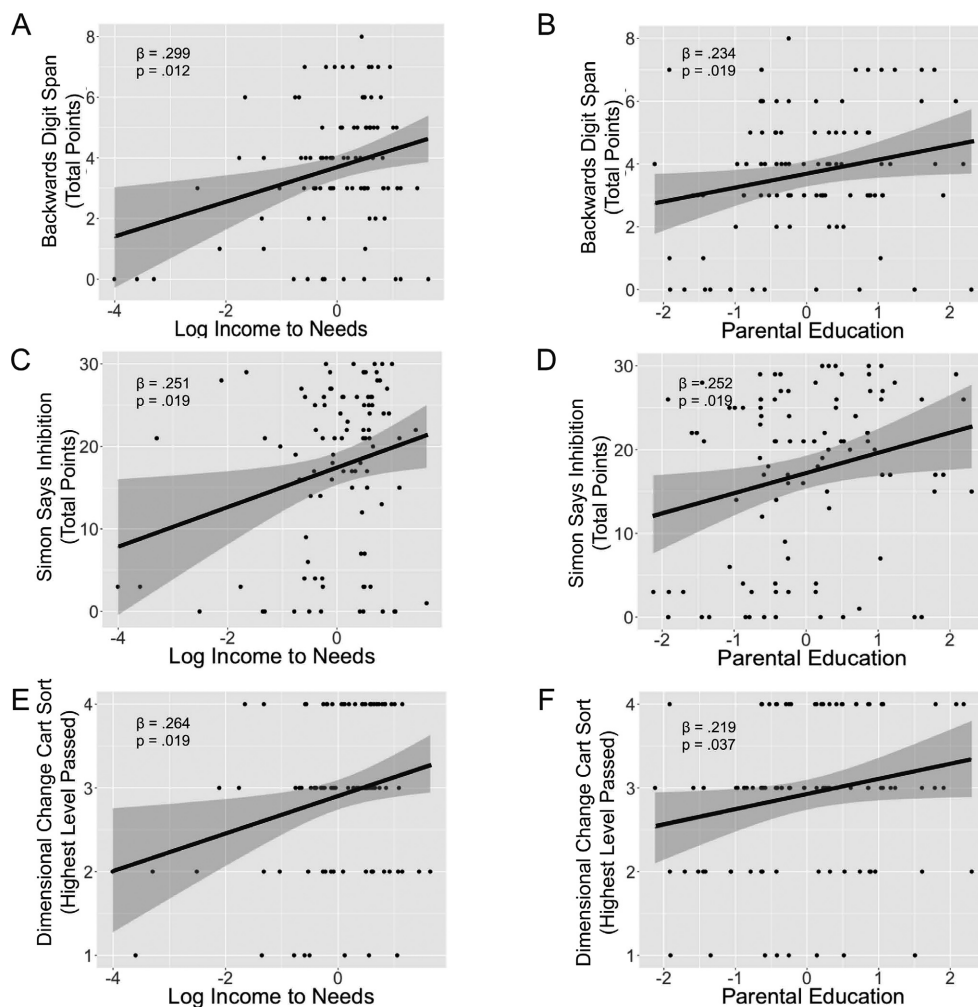 A
β = .299
p = .012
Backwards Digit Span
(Total Points)
8
6
4
2
0
-4
-2
0
Log Income to Needs
B
β = .234
p = .019
Backwards Digit Span
(Total Points)
8
6
4
2
0
-2
-1
0
1
2
Parental Education
C
β = .251
p = .019
Simon Says Inhibition
(Total Points)
30
20
10
0
-4
-2
0
Log Income to Needs
D
β = .252
p = .019
Simon Says Inhibition
(Total Points)
30
20
10
0
-2
-1
0
1
2
Parental Education
E
β = .264
p = .019
Dimensional Change Cart Sort
(Highest Level Passed)
4
3
2
1
-4
-2
0
Log Income to Needs
F
β = .219
p = .037
Dimensional Change Cart Sort
(Highest Level Passed)
4
3
2
1
-2
-1
0
1
2
Parental Education